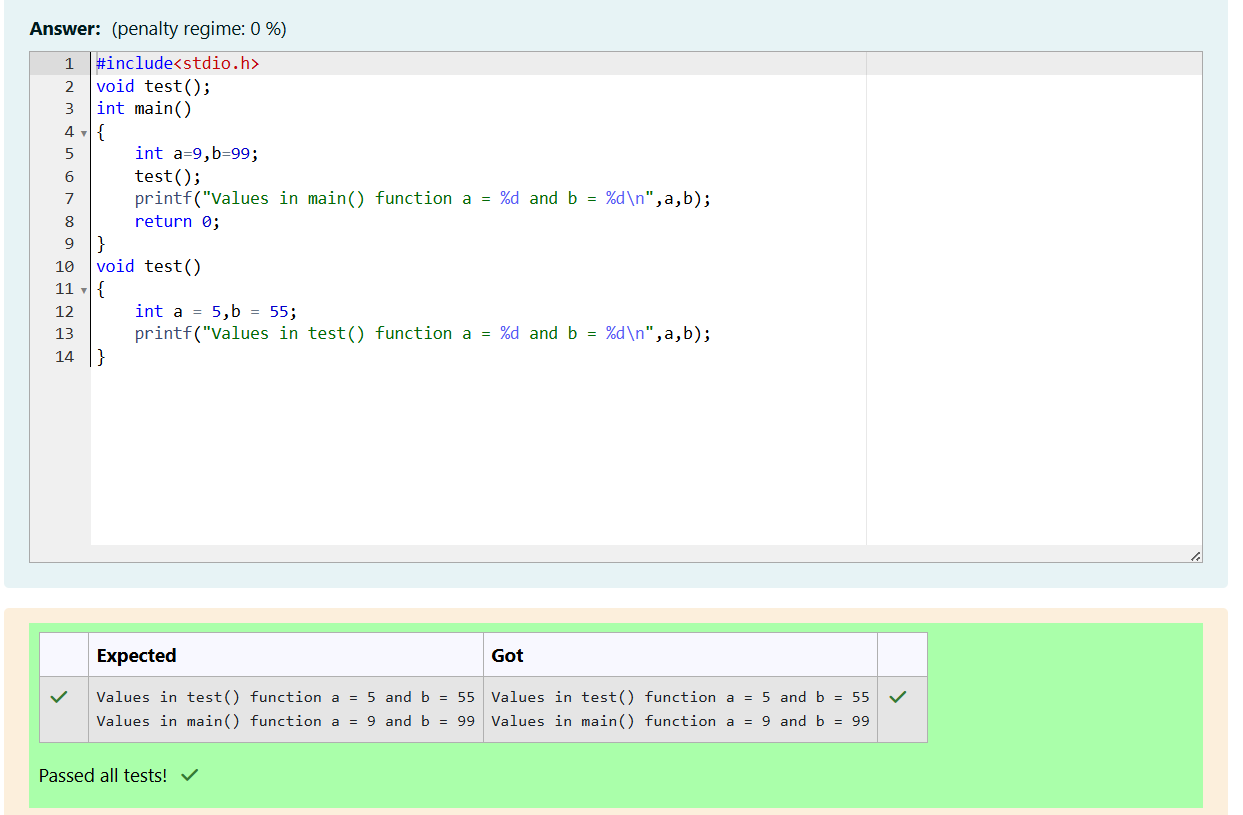 Answer: (penalty regime: 0 %)
1 #include<stdio.h>
2 void test();
3 int main()
4 {
5     int a=9,b=99;
6     test();
7     printf("Values in main() function a = %d and b = %d\n",a,b);
8     return 0;
9 }
10 void test()
11 {
12     int a = 5,b = 55;
13     printf("Values in test() function a = %d and b = %d\n",a,b);
14 }
Expected Got
Values in test() function a = 5 and b = 55 Values in test() function a = 5 and b = 55
Values in main() function a = 9 and b = 99 Values in main() function a = 9 and b = 99
Passed all tests!